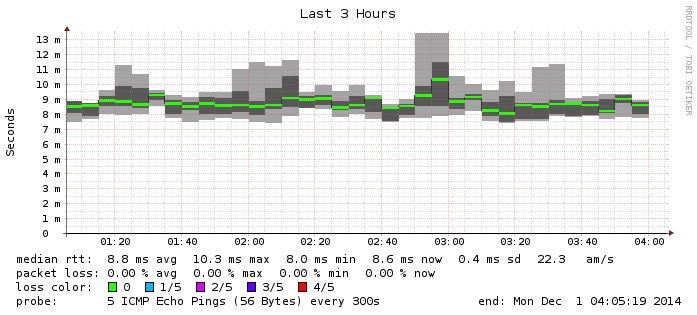 Last 3 Hours
RRDTOOL / TOBI OETIKER
Seconds
13 m
12 m
11 m
10 m
9 m
8 m
7 m
6 m
5 m
4 m
3 m
2 m
1 m
0
01:20 01:40 02:00 02:20 02:40 03:00 03:20 03:40 04:00
median rtt: 8.8 ms avg 10.3 ms max 8.0 ms min 8.6 ms now 0.4 ms sd 22.3 am/s
packet loss: 0.00 % avg 0.00 % max 0.00 % min 0.00 % now
loss color: 0 1/5 2/5 3/5 4/5
probe: 5 ICMP Echo Pings (56 Bytes) every 300s end: Mon Dec 1 04:05:19 2014